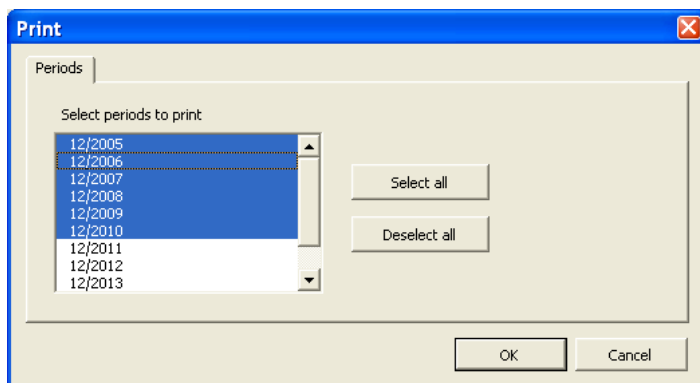 Print
Periods
Select periods to print
12/2005
12/2006
12/2007
12/2008
12/2009
12/2010
12/2011
12/2012
12/2013
Select all
Deselect all
OK
Cancel